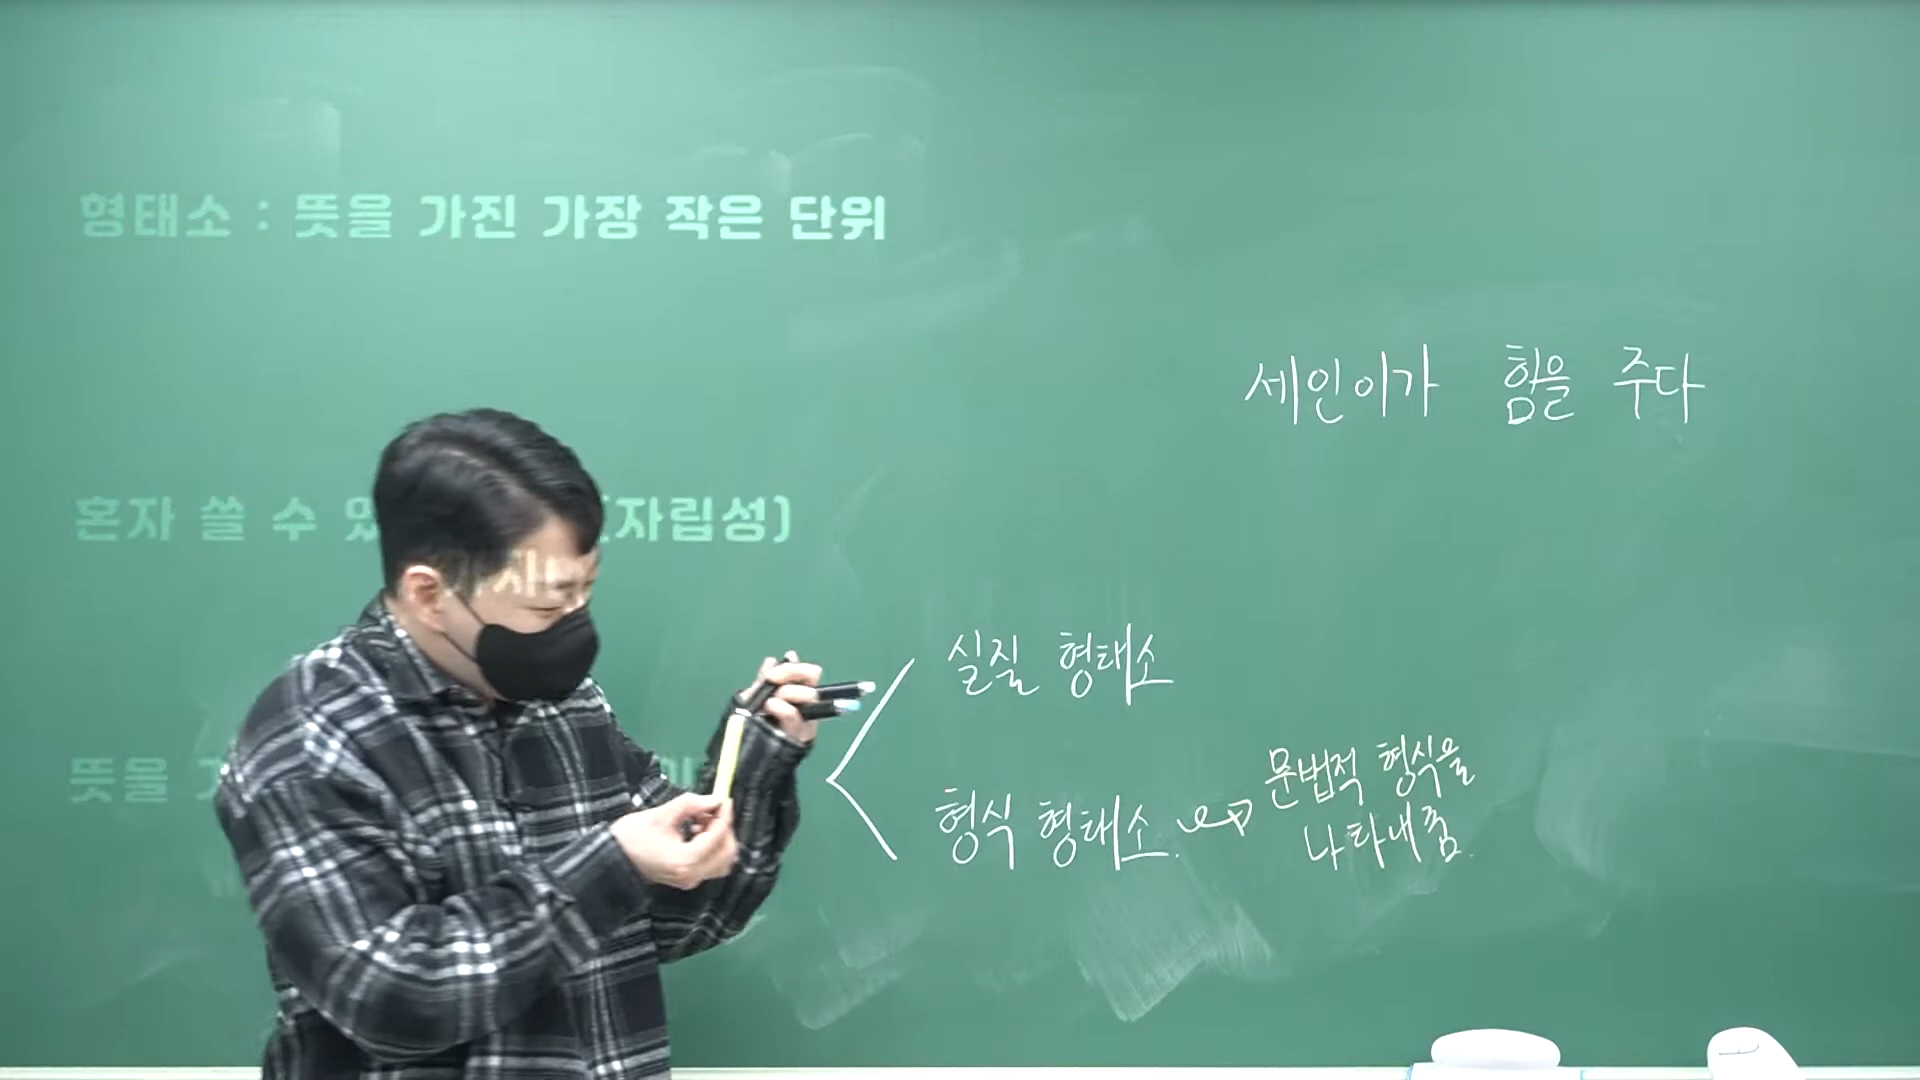 형태소 : 뜻을 가진 가장 작은 단위
세인이가 힘을 주다
혼자 쓸 수 (자립성)
실질 형태소
뜻을
형식 형태소.
문법적 형식을
나타내줌.